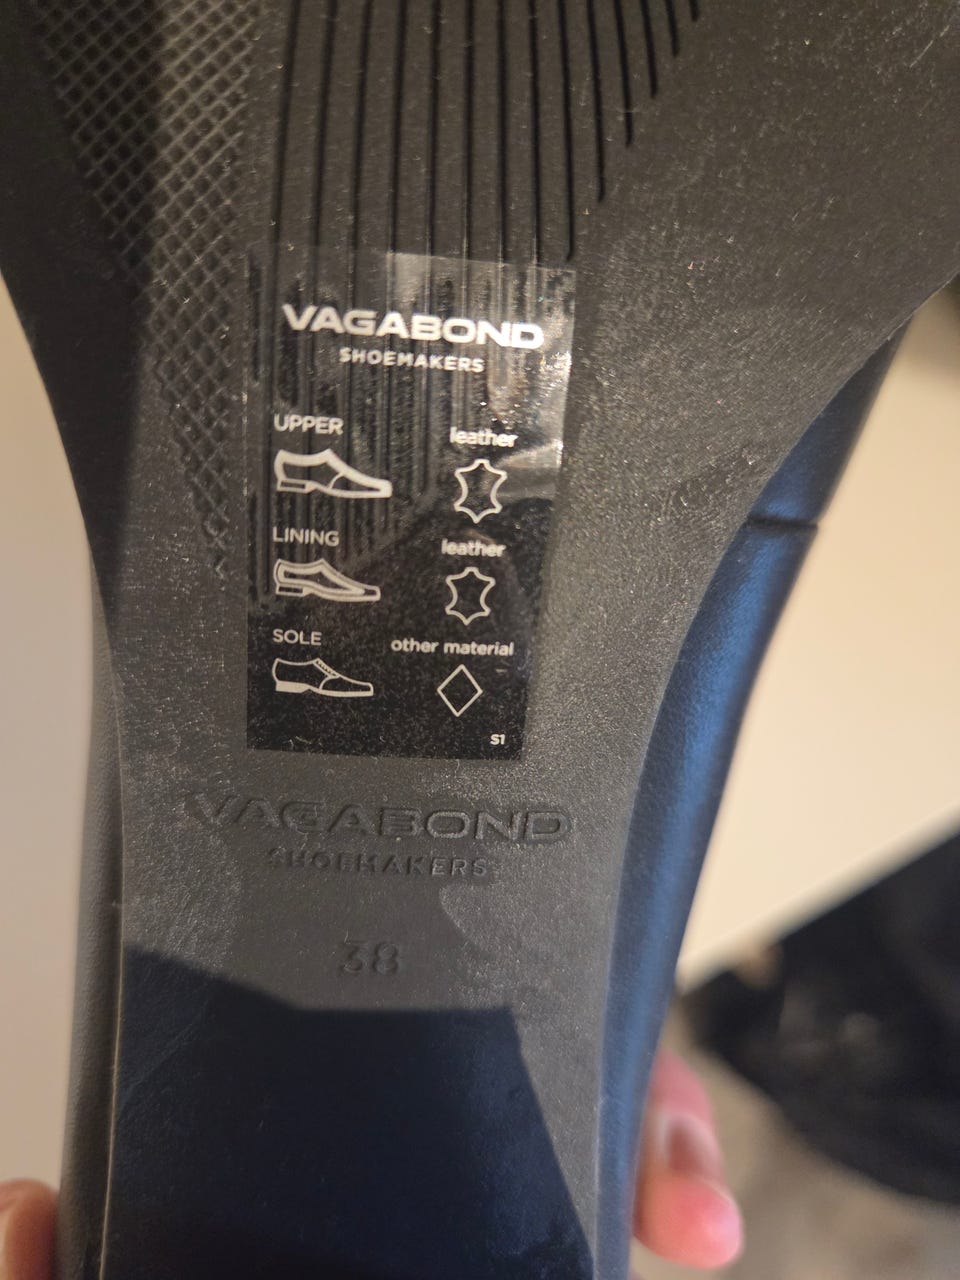 VAGABOND
SHOEMAKERS
UPPER leather
LINING leather
SOLE other material
S1
VAGABOND
SHOEMAKERS
38